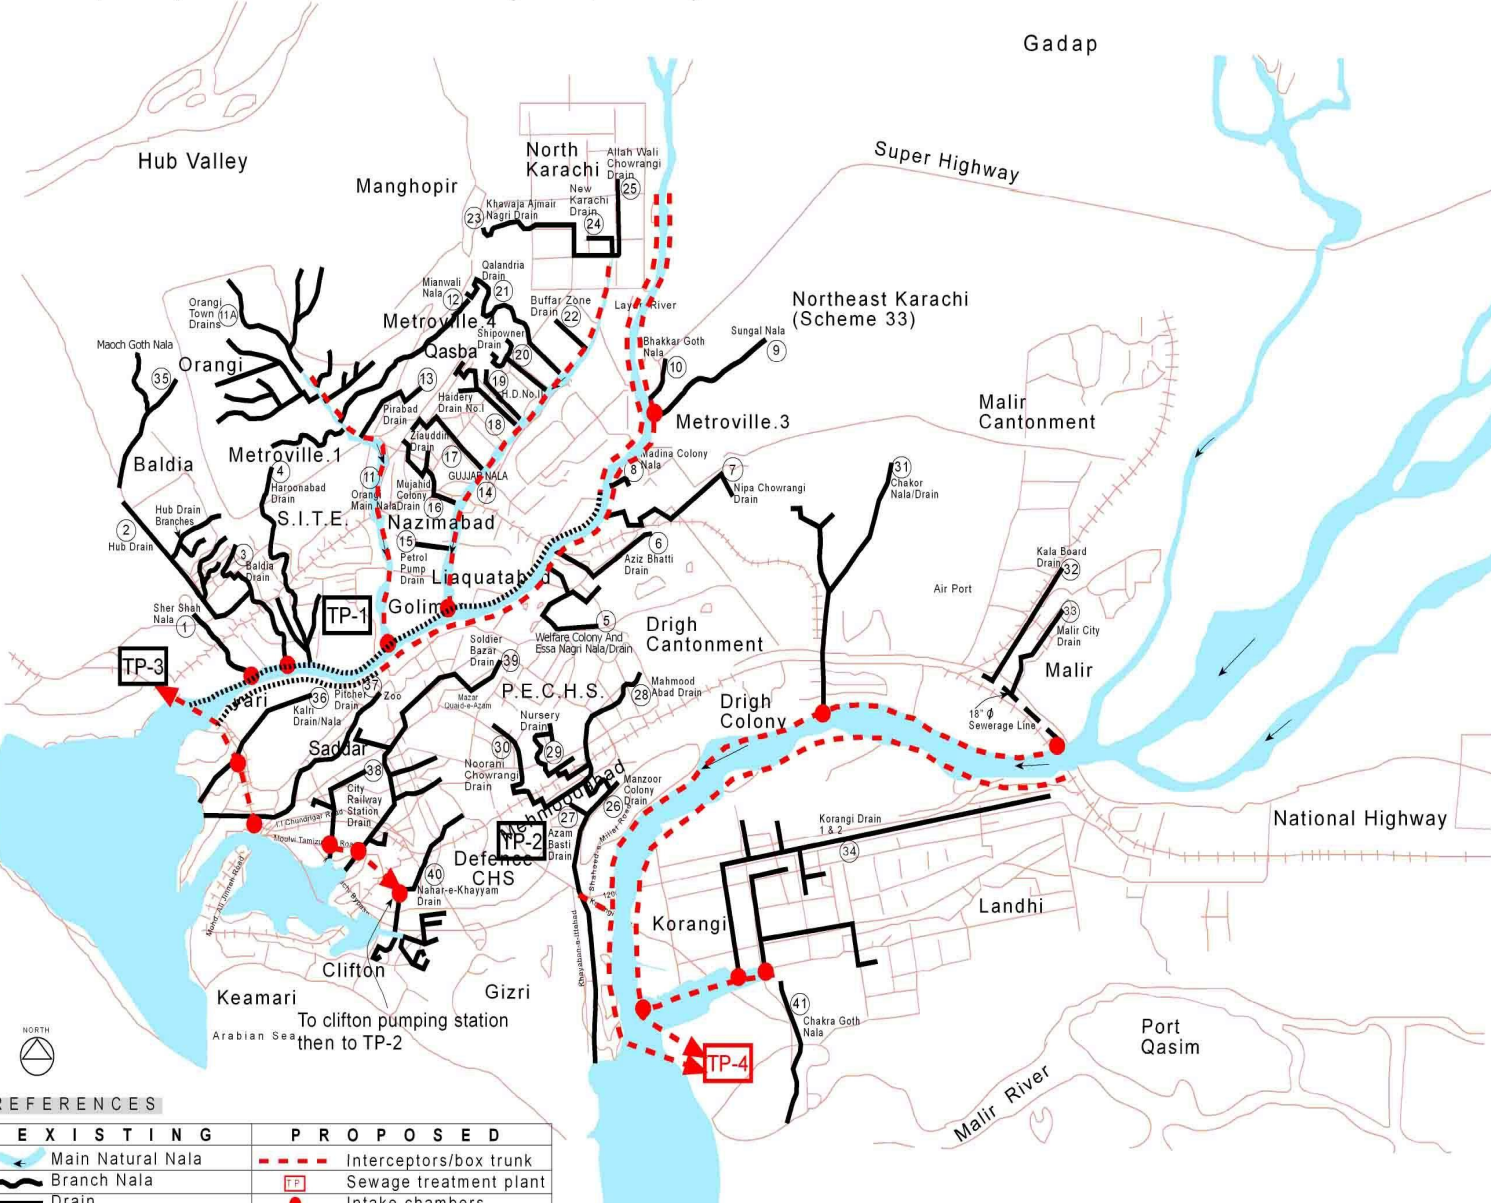 Gadap
Hub Valley
Manghopir
North
Karachi
Allah Wali
Chowrangi
Drain
25
New
Karachi
Drain
24
23
Khawaja Ajmair
Nagri Drain
Super Highway
Qalandria
Drain
21
Mianwali
Nala
12
Buffar Zone
Drain
22
Northeast Karachi
(Scheme 33)
Orangi
Town
Drains
11A
Metroville.4
Shipowner
Drain
20
Bhakkar Goth
Nala
10
Sungal Nala
9
Maoch Goth Nala
35
Orangi
Qasba
13
19
H.D.No.II
Haidery
Drain No.I
18
Pirabad
Drain
Metroville.3
Malir
Cantonment
Baldia
Metroville.1
4
Haroonabad
Drain
Ziauddin
Drain
17
GUJJAR NALA
14
Madina Colony
Nala
8
7
Nipa Chowrangi
Drain
31
Chakor
Nala/Drain
11
Orangi
Main Nala
Mujahid
Colony
Drain
16
S.I.T.E.
Nazimabad
Hub Drain
Branches
2
Hub Drain
3
Baldia
Drain
15
Petrol
Pump
Drain
6
Aziz Bhatti
Drain
Kala Board
Drain
32
Air Port
Sher Shah
Nala
1
TP-1
5
Welfare Colony And
Essa Nagri Nala/Drain
Drigh
Cantonment
33
Malir City
Drain
Malir
TP-3
Soldier
Bazar
Drain
39
36
Kalri
Drain/Nala
37
Pitcher
Drain
Zoo
Mazar
Quaid-e-Azam
P.E.C.H.S.
28
Mahmood
Abad Drain
Drigh
Colony
18" Φ
Sewerage Line
Saddar
Nursery
Drain
29
30
Noorani
Chowrangi
Drain
38
City
Railway
Station
Drain
Mehmoodabad
Manzoor
Colony
Drain
26
27
TP-2
Azam
Basti
Drain
I.I Chundrigar Road
Korangi Drain
1 & 2
34
National Highway
Defence
CHS
40
Nahar-e-Khayyam
Drain
Korangi
Landhi
Clifton
Gizri
Keamari
Arabian Sea
To clifton pumping station
then to TP-2
41
Chakra Goth
Nala
TP-4
Port
Qasim
Malir River
NORTH
REFERENCES
EXISTING
PROPOSED
Main Natural Nala
Interceptors/box trunk
Branch Nala
TP
Sewage treatment plant
Drain
Intake chambers